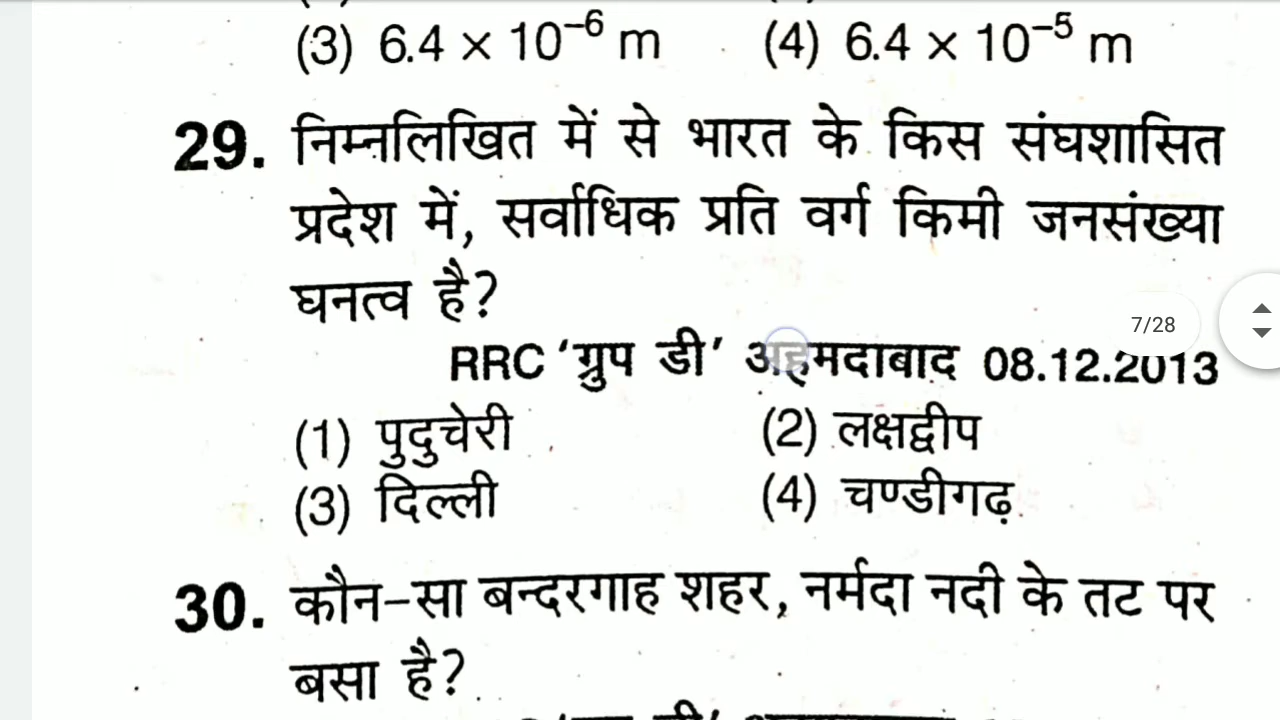 (3) 6.4 × 10⁻⁶ m (4) 6.4 × 10⁻⁵ m
29. निम्नलिखित में से भारत के किस संघशासित
प्रदेश में, सर्वाधिक प्रति वर्ग किमी जनसंख्या
घनत्व है?
7/28
RRC ‘ग्रुप डी’ अहमदाबाद 08.12.2013
(1) पुदुचेरी (2) लक्षद्वीप
(3) दिल्ली (4) चण्डीगढ़
30. कौन-सा बन्दरगाह शहर, नर्मदा नदी के तट पर
बसा है?